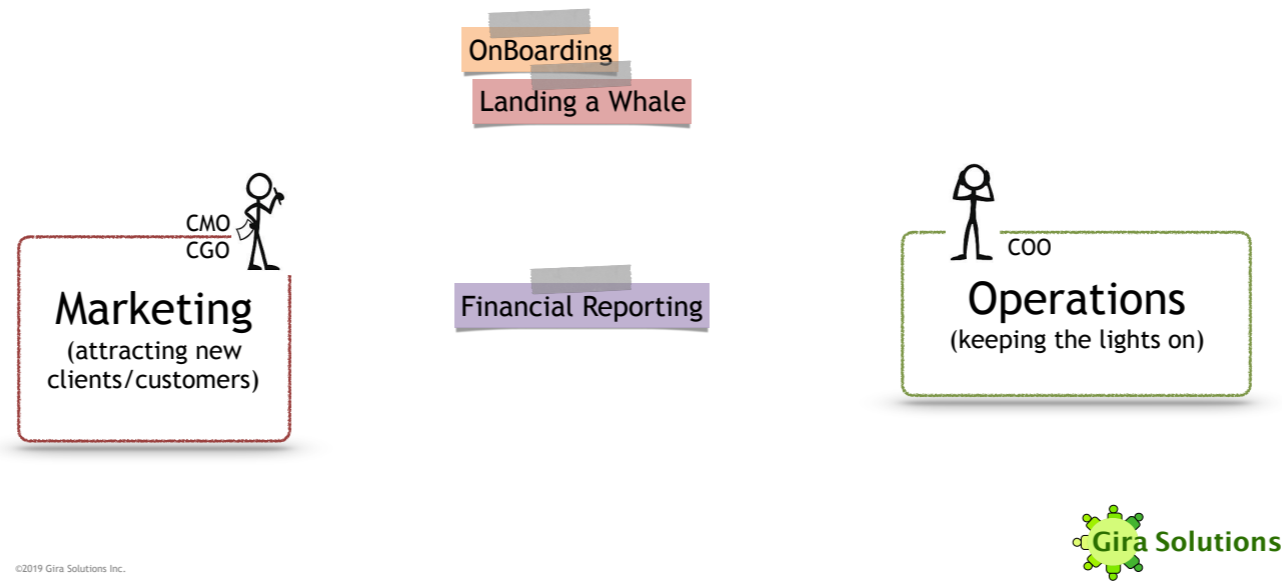 OnBoarding
Landing a Whale
CMO
CGO
Marketing
(attracting new
clients/customers)
Financial Reporting
COO
Operations
(keeping the lights on)
Gira Solutions
©2019 Gira Solutions Inc.